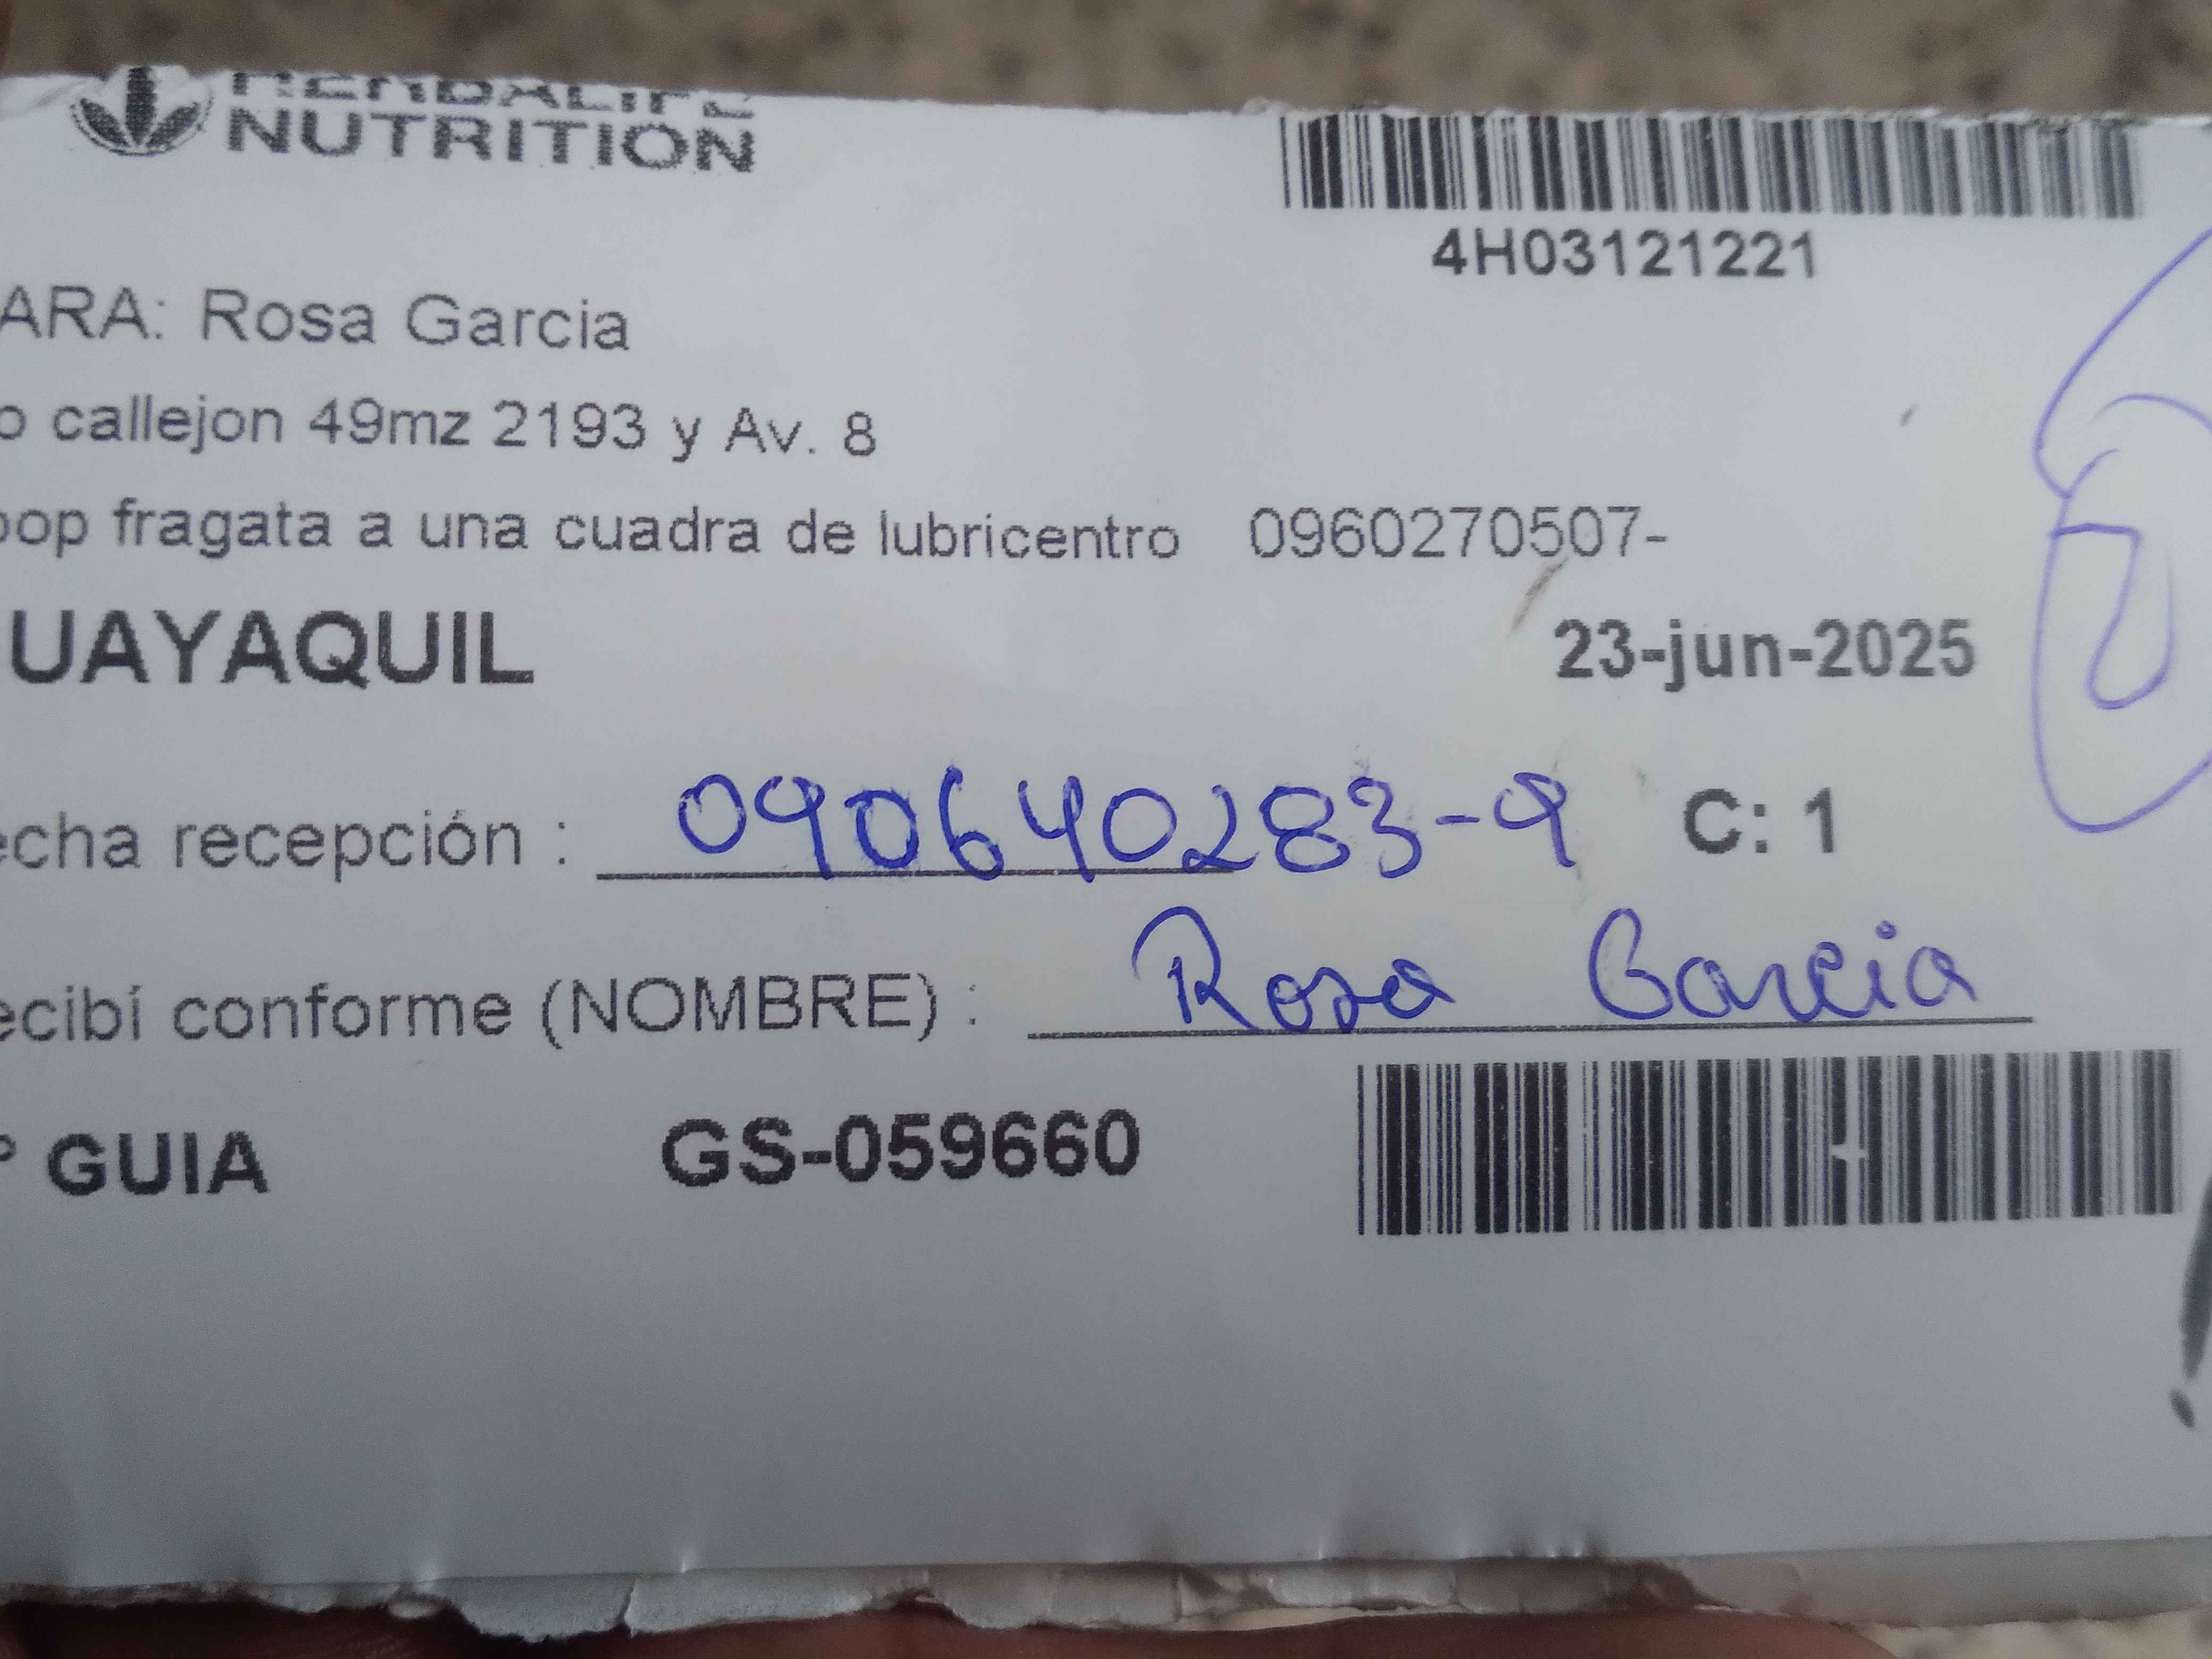 HERBALIFE
NUTRITION
4H03121221
ARA: Rosa Garcia
o callejon 49mz 2193 y Av. 8
oop fragata a una cuadra de lubricentro 0960270507-
UAYAQUIL 23-jun-2025
echa recepción : 090640283-9 C: 1
ecibí conforme (NOMBRE) : Rosa Garcia
° GUIA GS-059660